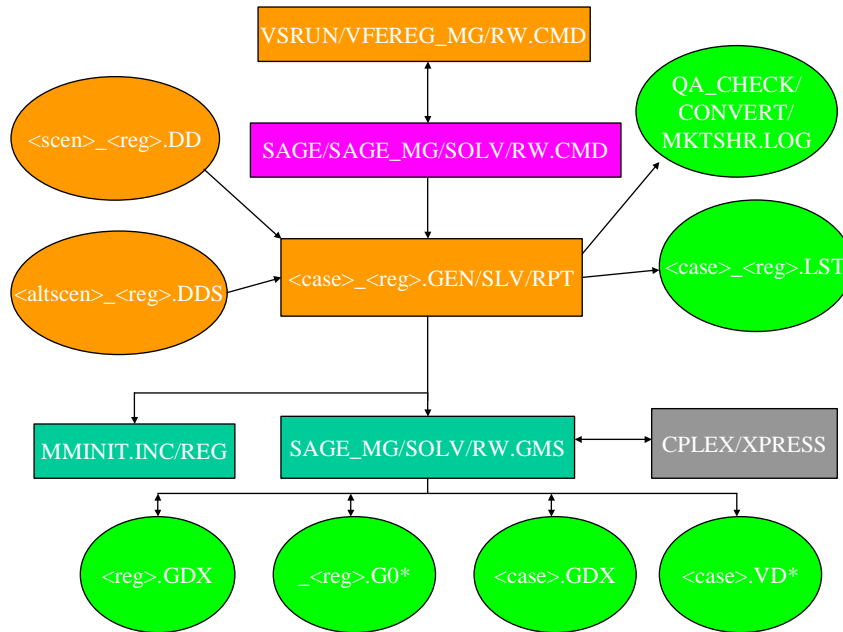 VSRUN/VFEREG_MG/RW.CMD
QA_CHECK/
CONVERT/
MKTSHR.LOG
<scen>_<reg>.DD
SAGE/SAGE_MG/SOLV/RW.CMD
<case>_<reg>.GEN/SLV/RPT
<case>_<reg>.LST
<altscen>_<reg>.DDS
MMINIT.INC/REG
SAGE_MG/SOLV/RW.GMS
CPLEX/XPRESS
<reg>.GDX
_<reg>.G0*
<case>.GDX
<case>.VD*